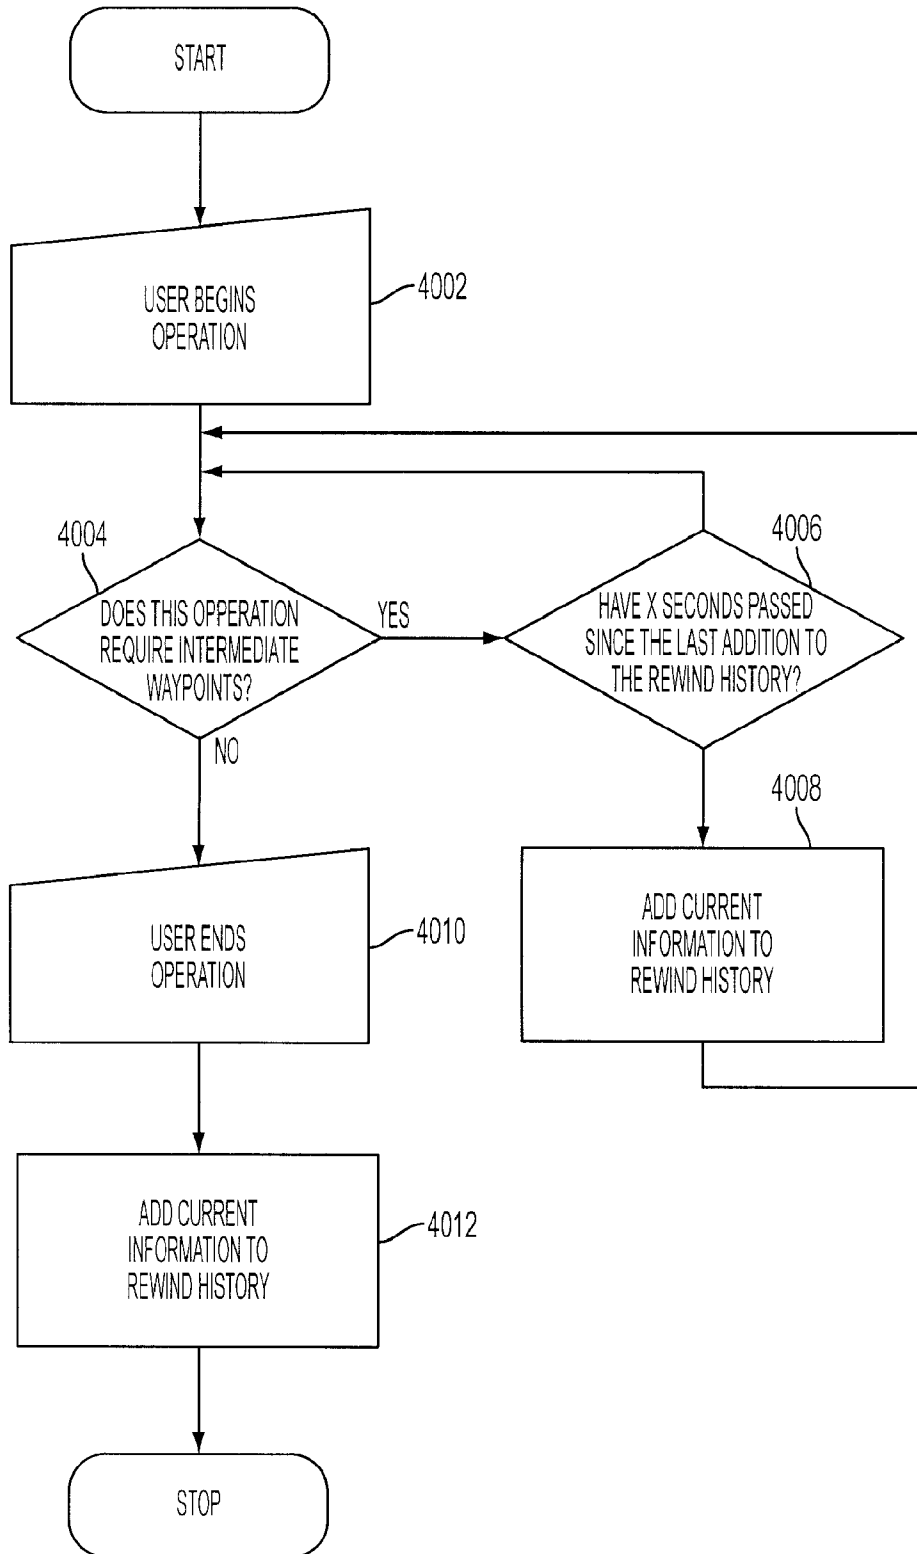 START
USER BEGINS
OPERATION
4002
4004
DOES THIS OPPERATION
REQUIRE INTERMEDIATE
WAYPOINTS?
YES
NO
4006
HAVE X SECONDS PASSED
SINCE THE LAST ADDITION TO
THE REWIND HISTORY?
4008
ADD CURRENT
INFORMATION TO
REWIND HISTORY
USER ENDS
OPERATION
4010
ADD CURRENT
INFORMATION TO
REWIND HISTORY
4012
STOP